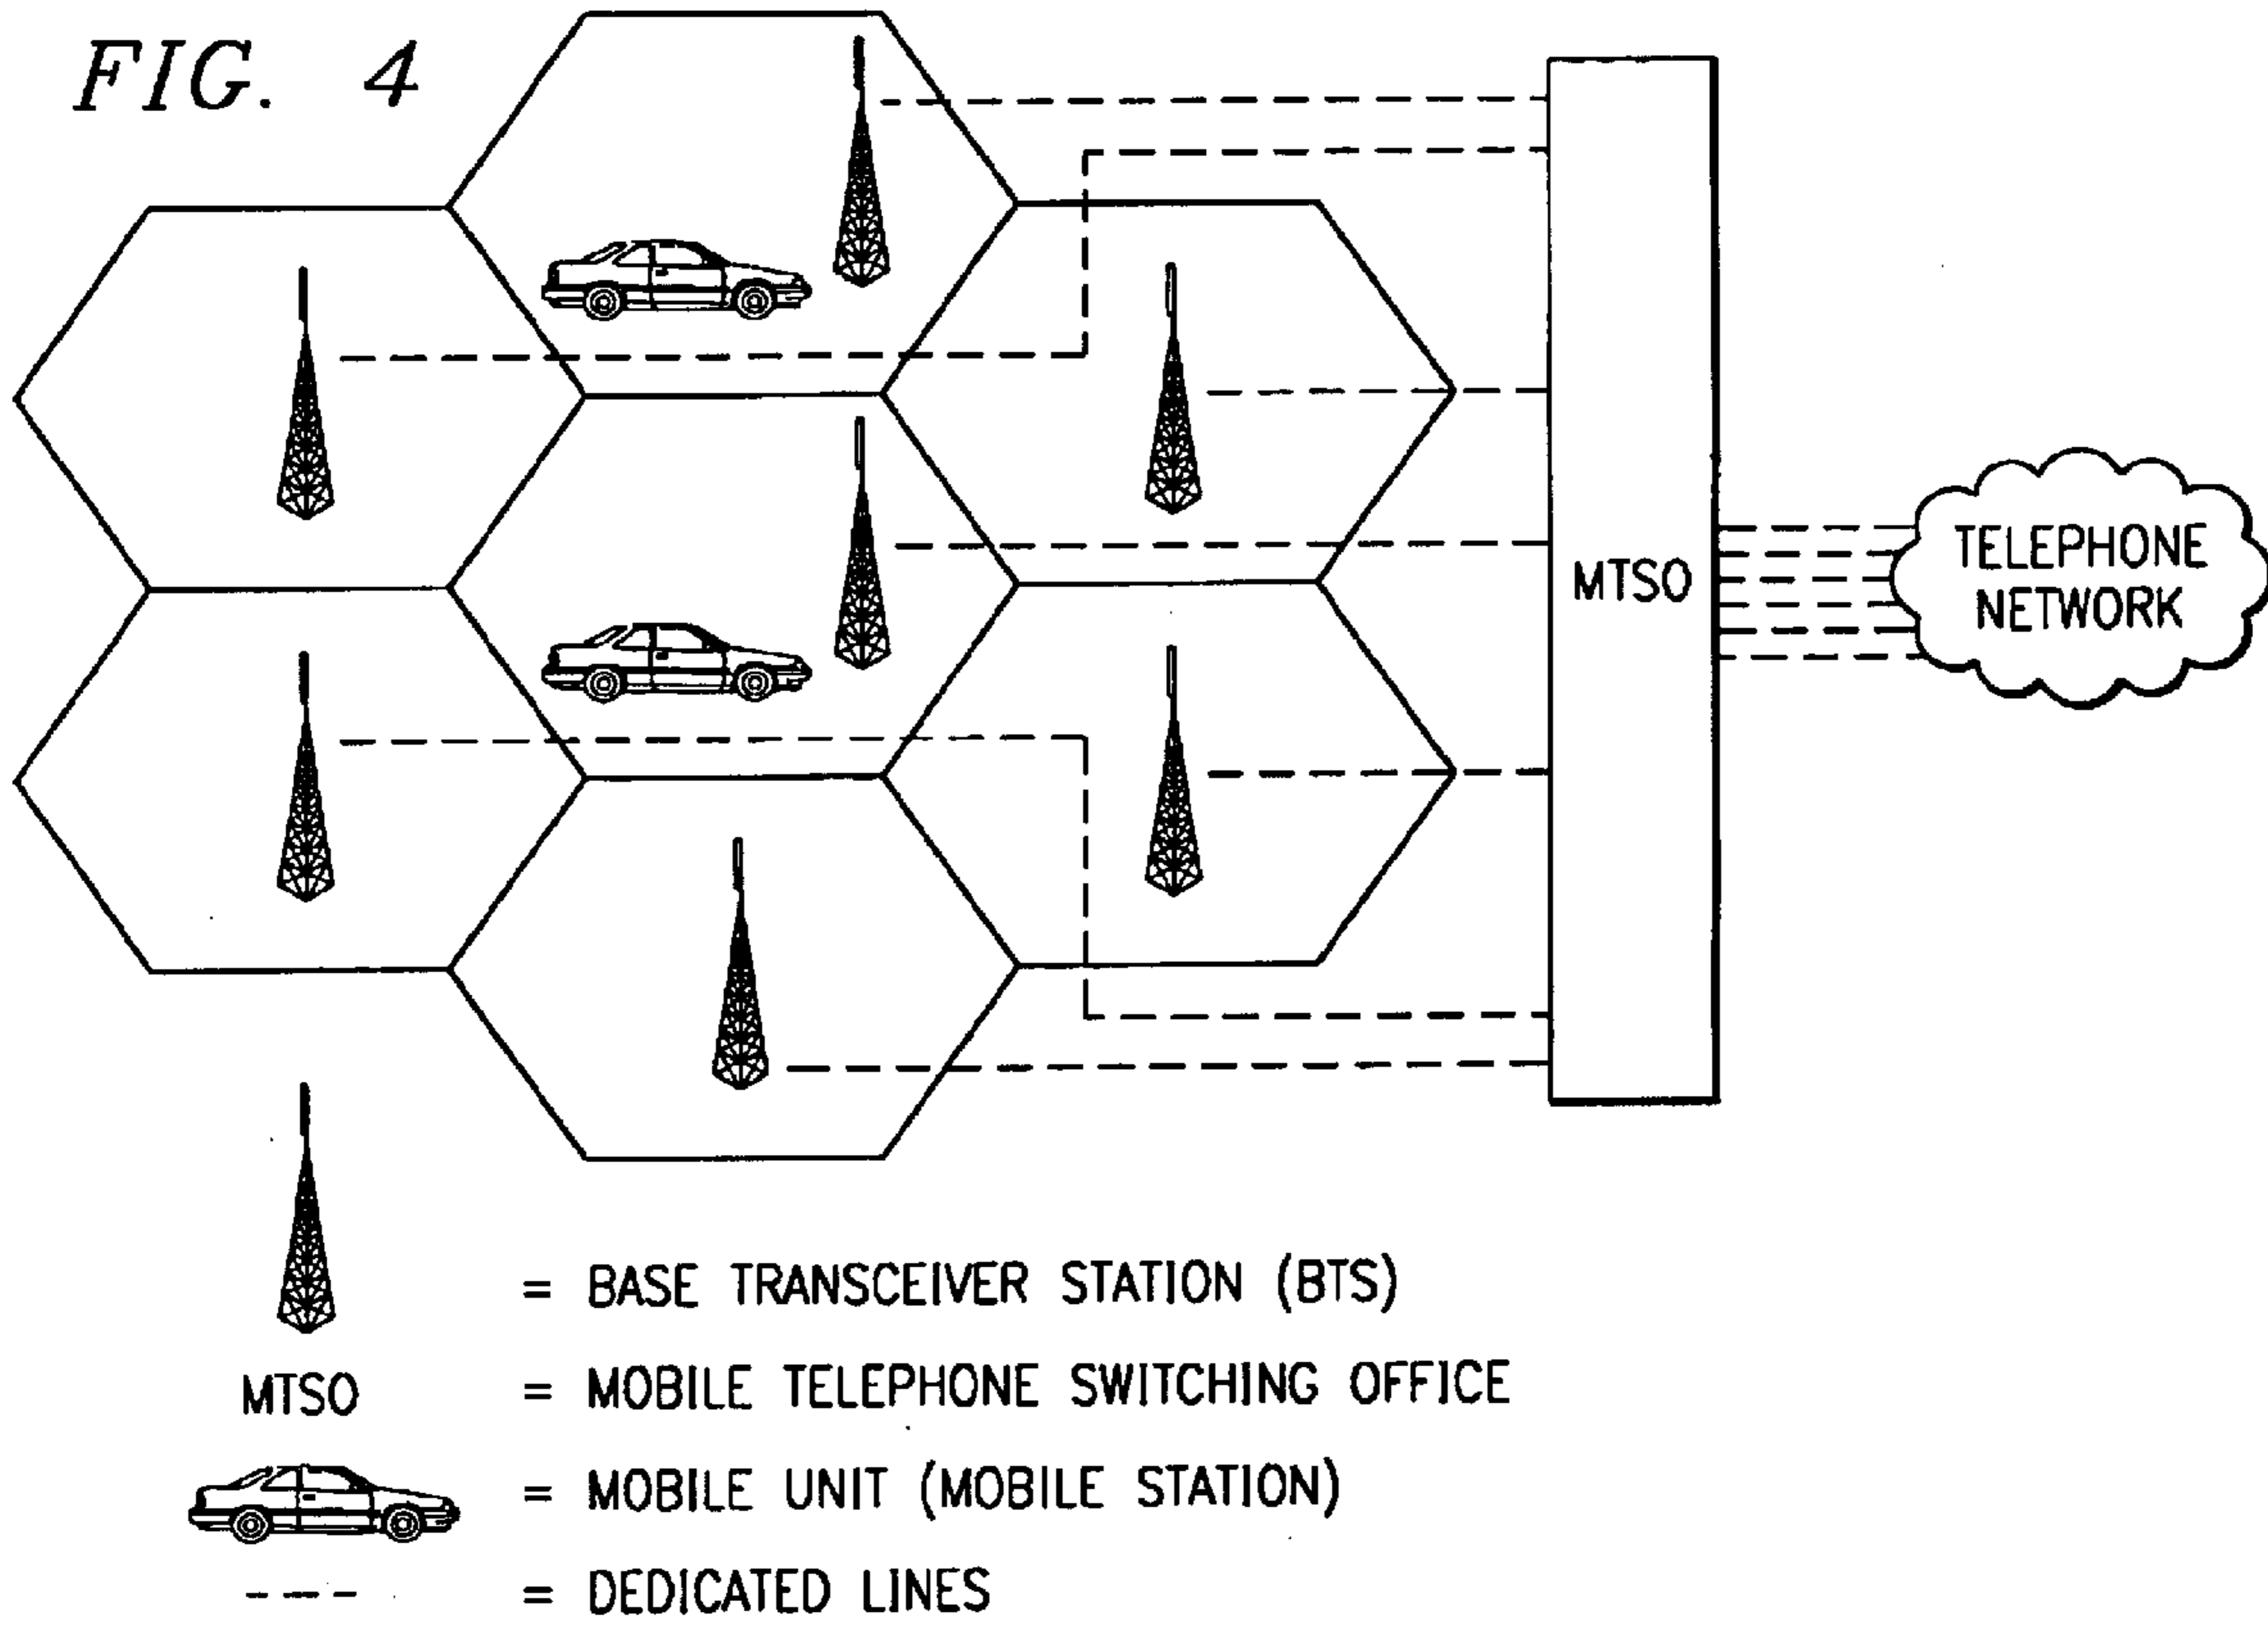 FIG. 4
MTSO
TELEPHONE
NETWORK
= BASE TRANSCEIVER STATION (BTS)
MTSO = MOBILE TELEPHONE SWITCHING OFFICE
= MOBILE UNIT (MOBILE STATION)
= DEDICATED LINES